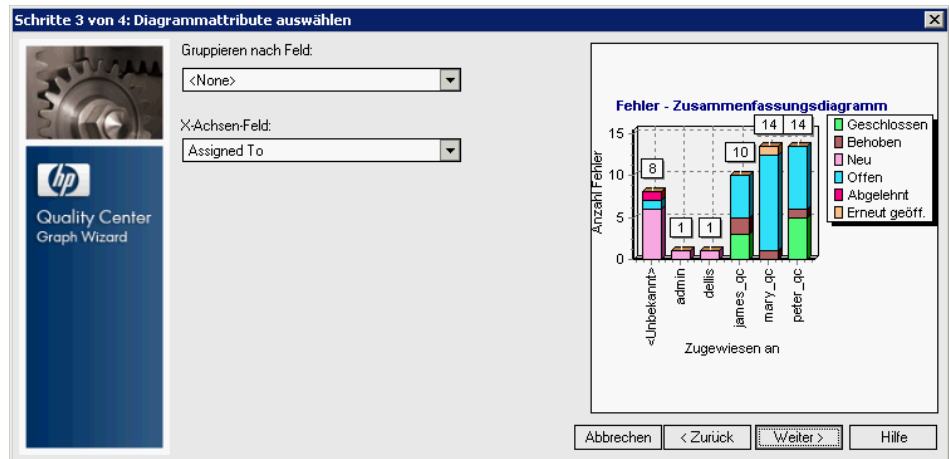 Schritte 3 von 4: Diagrammattribute auswählen
Gruppieren nach Feld:
<None>
X-Achsen-Feld:
Assigned To
hp
Quality Center
Graph Wizard
Fehler - Zusammenfassungsdiagramm
Anzahl Fehler
15
10
5
0
8
1
1
10
14
14
Geschlossen
Behoben
Neu
Offen
Abgelehnt
Erneut geöff.
<Unbekannt>
admin
dellis
james_qc
mary_qc
peter_qc
Zugewiesen an
Abbrechen
< Zurück
Weiter >
Hilfe